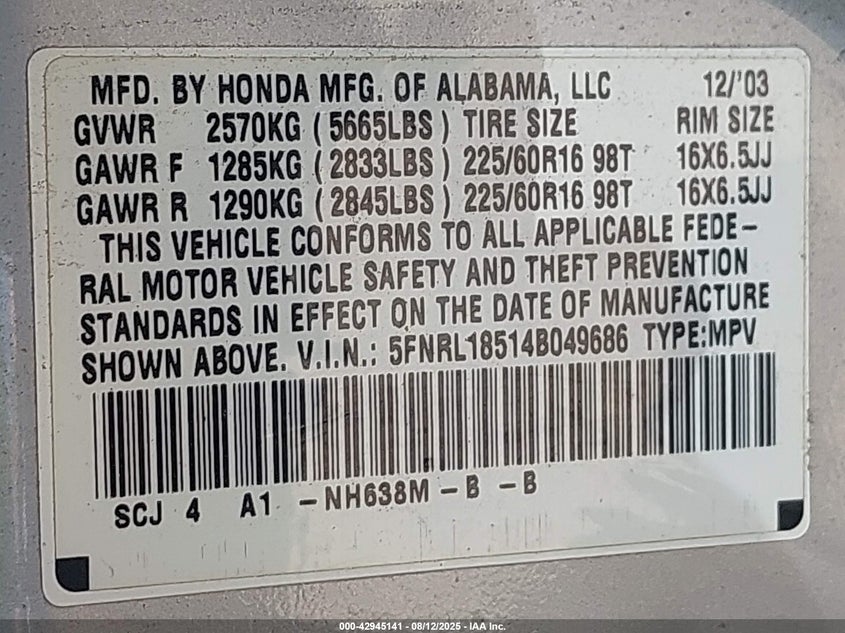 MFD. BY HONDA MFG. OF ALABAMA, LLC 12/'03
GVWR 2570KG (5665LBS) TIRE SIZE RIM SIZE
GAWR F 1285KG (2833LBS) 225/60R16 98T 16X6.5JJ
GAWR R 1290KG (2845LBS) 225/60R16 98T 16X6.5JJ
THIS VEHICLE CONFORMS TO ALL APPLICABLE FEDE-
RAL MOTOR VEHICLE SAFETY AND THEFT PREVENTION
STANDARDS IN EFFECT ON THE DATE OF MANUFACTURE
SHOWN ABOVE. V.I.N.: 5FNRL18514B049686 TYPE:MPV
SCJ 4 A1 -NH638M -B -B
000-42945141 - 08/12/2025 - IAA Inc.